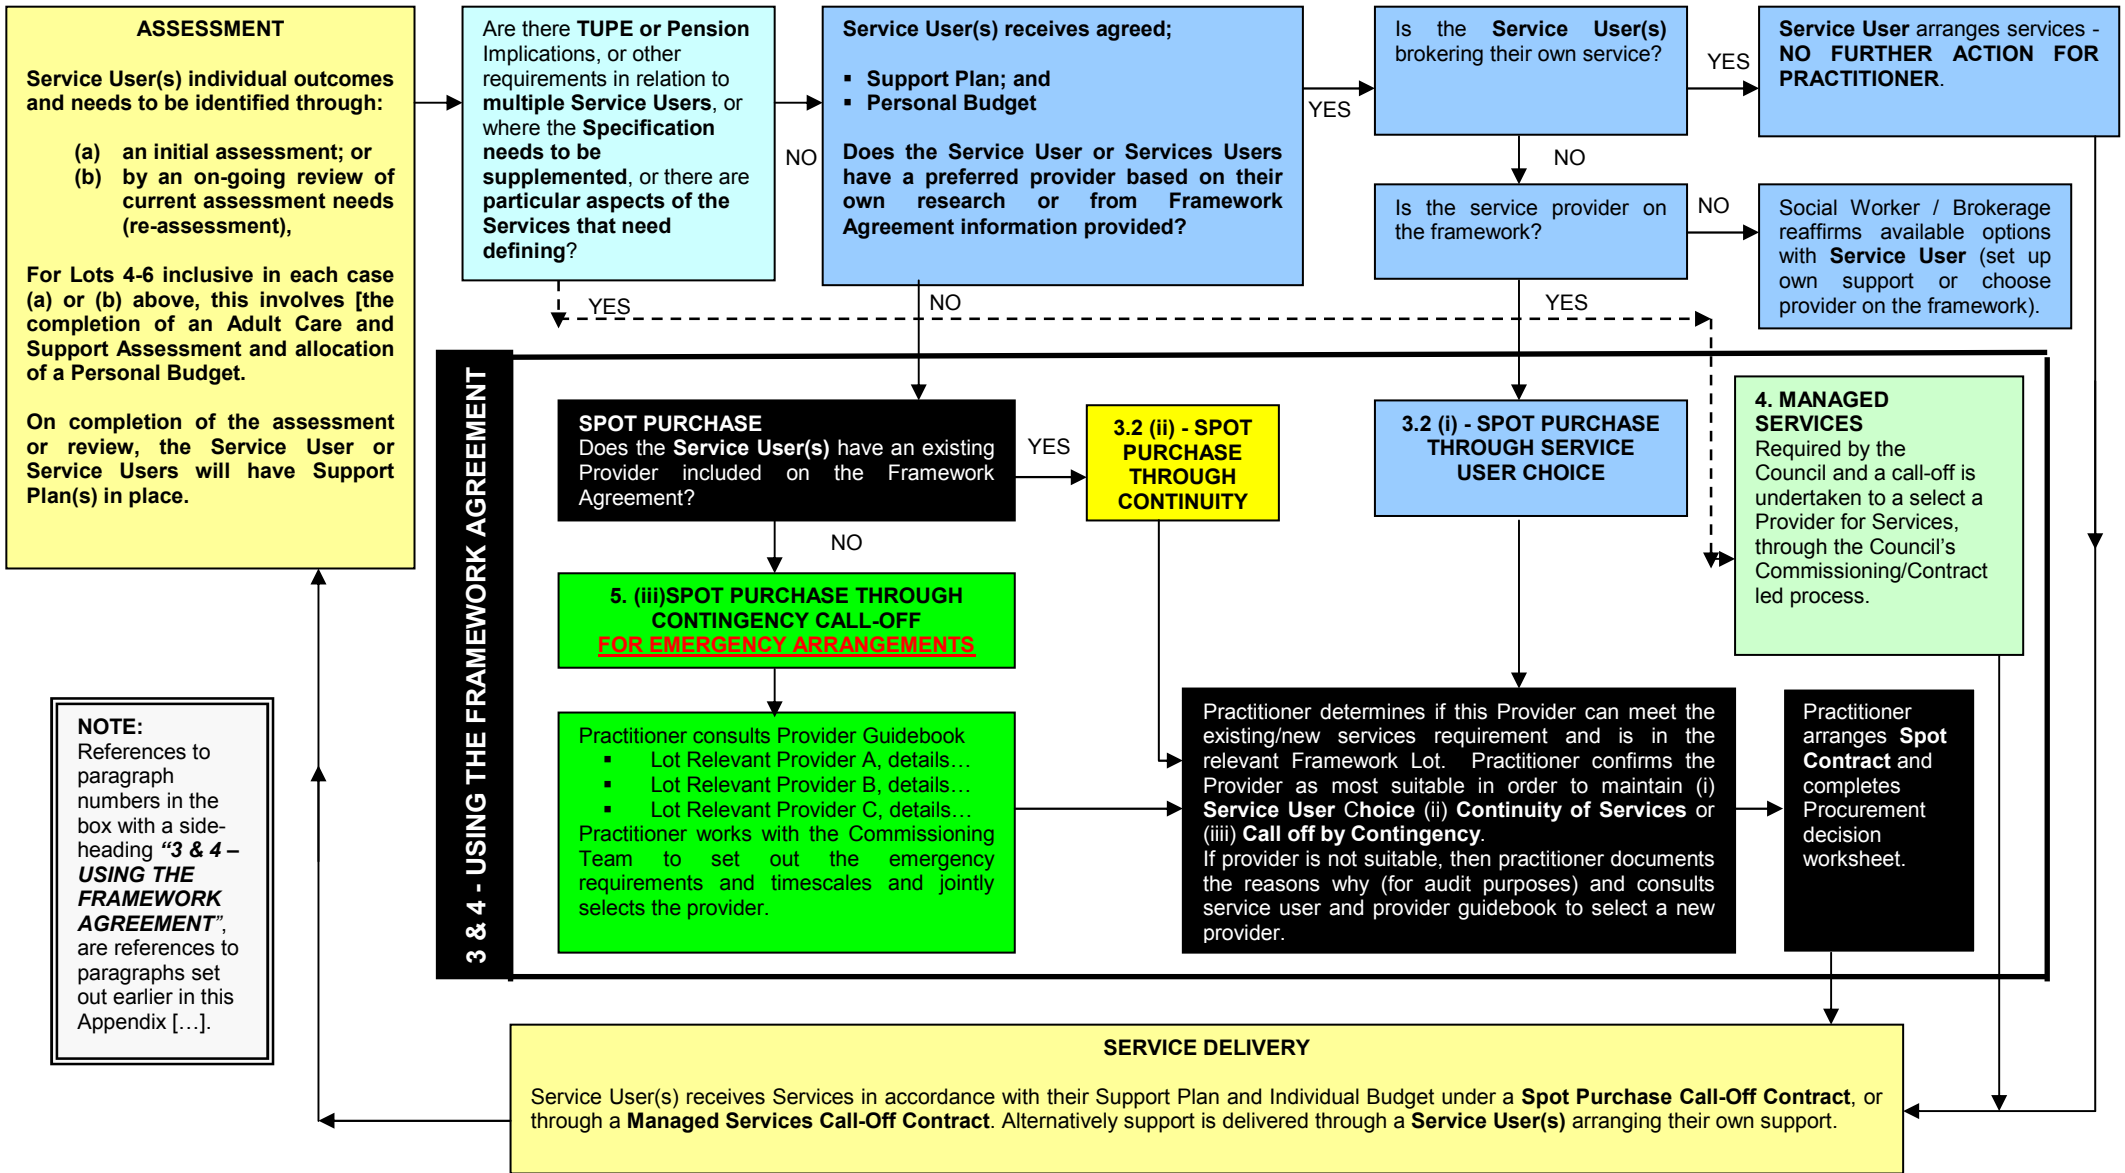 ASSESSMENT
Service User(s) individual outcomes
and needs to be identified through:
(a) an initial assessment; or
(b) by an on-going review of
current assessment needs
(re-assessment),
For Lots 4-6 inclusive in each case
(a) or (b) above, this involves [the
completion of an Adult Care and
Support Assessment and allocation
of a Personal Budget.
On completion of the assessment
or review, the Service User or
Service Users will have Support
Plan(s) in place.
Are there TUPE or Pension
Implications, or other
requirements in relation to
multiple Service Users, or
where the Specification
needs to be
supplemented, or there are
particular aspects of the
Services that need
defining?
NO
YES
Service User(s) receives agreed;
▪ Support Plan; and
▪ Personal Budget
Does the Service User or Services Users
have a preferred provider based on their
own research or from Framework
Agreement information provided?
YES
NO
Is the Service User(s)
brokering their own service?
YES
NO
Service User arranges services -
NO FURTHER ACTION FOR
PRACTITIONER.
Is the service provider on
the framework?
NO
YES
Social Worker / Brokerage
reaffirms available options
with Service User (set up
own support or choose
provider on the framework).
3 & 4 - USING THE FRAMEWORK AGREEMENT
SPOT PURCHASE
Does the Service User(s) have an existing
Provider included on the Framework
Agreement?
YES
NO
3.2 (ii) - SPOT
PURCHASE
THROUGH
CONTINUITY
3.2 (i) - SPOT PURCHASE
THROUGH SERVICE
USER CHOICE
4. MANAGED
SERVICES
Required by the
Council and a call-off is
undertaken to a select a
Provider for Services,
through the Council's
Commissioning/Contract
led process.
5. (iii)SPOT PURCHASE THROUGH
CONTINGENCY CALL-OFF
FOR EMERGENCY ARRANGEMENTS
Practitioner consults Provider Guidebook
▪ Lot Relevant Provider A, details…
▪ Lot Relevant Provider B, details…
▪ Lot Relevant Provider C, details…
Practitioner works with the Commissioning
Team to set out the emergency
requirements and timescales and jointly
selects the provider.
Practitioner determines if this Provider can meet the
existing/new services requirement and is in the
relevant Framework Lot. Practitioner confirms the
Provider as most suitable in order to maintain (i)
Service User Choice (ii) Continuity of Services or
(iiii) Call off by Contingency.
If provider is not suitable, then practitioner documents
the reasons why (for audit purposes) and consults
service user and provider guidebook to select a new
provider.
Practitioner
arranges Spot
Contract and
completes
Procurement
decision
worksheet.
NOTE:
References to
paragraph
numbers in the
box with a side-
heading "3 & 4 –
USING THE
FRAMEWORK
AGREEMENT",
are references to
paragraphs set
out earlier in this
Appendix […].
SERVICE DELIVERY
Service User(s) receives Services in accordance with their Support Plan and Individual Budget under a Spot Purchase Call-Off Contract, or
through a Managed Services Call-Off Contract. Alternatively support is delivered through a Service User(s) arranging their own support.